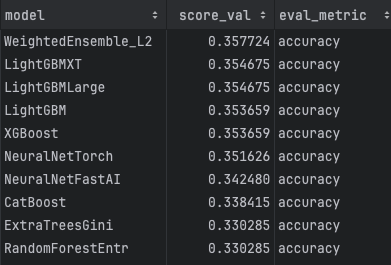 model score_val eval_metric
WeightedEnsemble_L2 0.357724 accuracy
LightGBMXT 0.354675 accuracy
LightGBMLarge 0.354675 accuracy
LightGBM 0.353659 accuracy
XGBoost 0.353659 accuracy
NeuralNetTorch 0.351626 accuracy
NeuralNetFastAI 0.342480 accuracy
CatBoost 0.338415 accuracy
ExtraTreesGini 0.330285 accuracy
RandomForestEntr 0.330285 accuracy